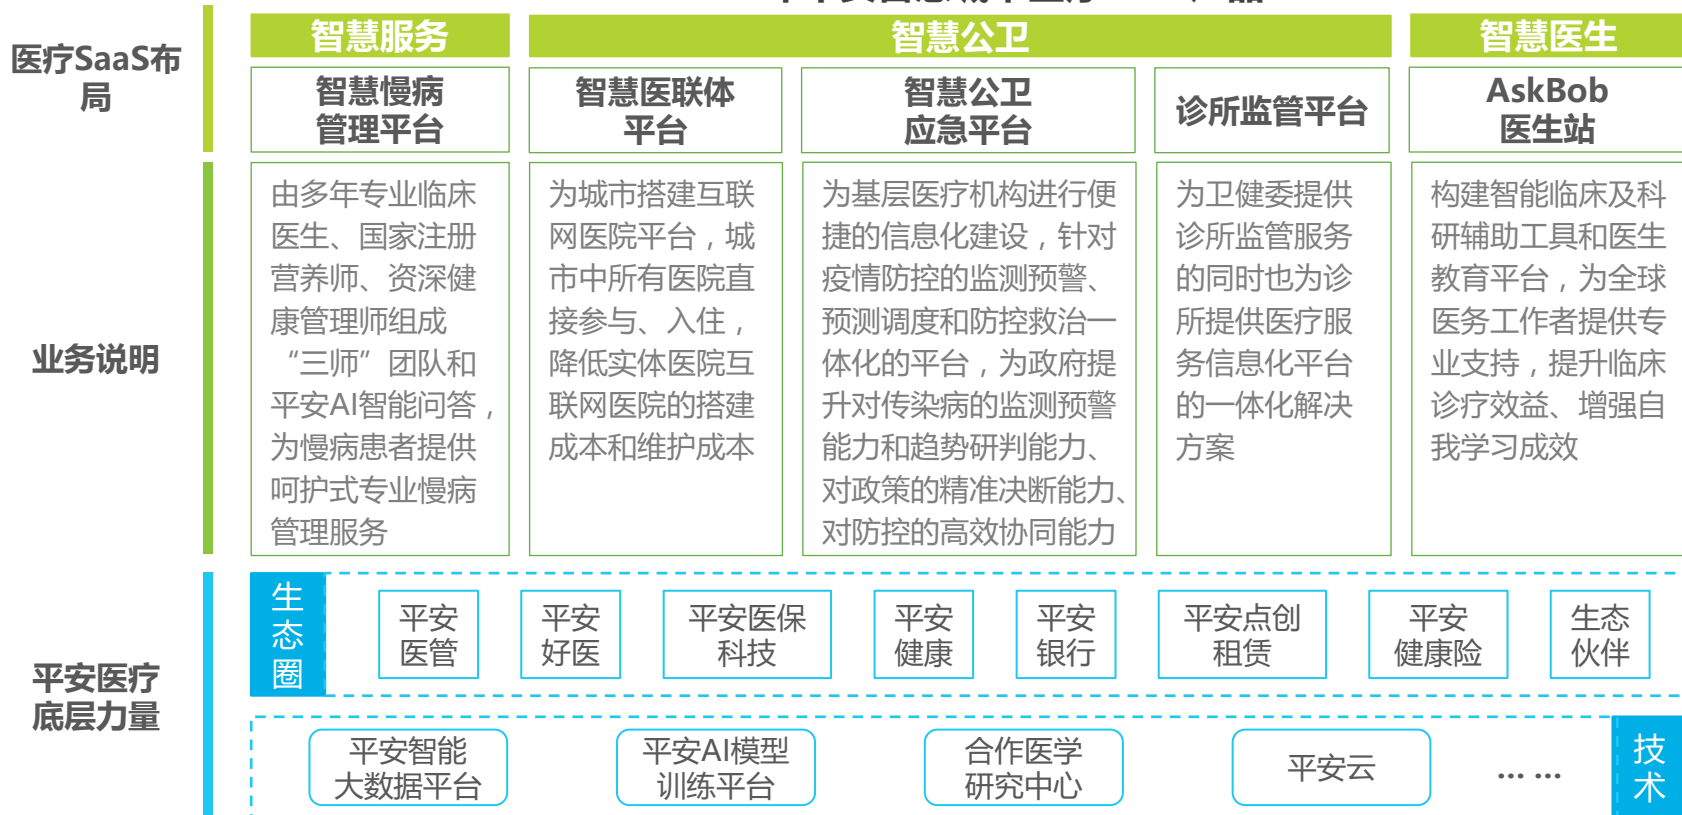 医疗SaaS布
局
智慧服务
智慧公卫
智慧医生
智慧慢病
管理平台
智慧医联体
平台
智慧公卫
应急平台
诊所监管平台
AskBob
医生站
业务说明
由多年专业临床
医生、国家注册
营养师、资深健
康管理师组成
“三师”团队和
平安AI智能问答，
为慢病患者提供
呵护式专业慢病
管理服务
为城市搭建互联
网医院平台，城
市中所有医院直
接参与、入住，
降低实体医院互
联网医院的搭建
成本和维护成本
为基层医疗机构进行便
捷的信息化建设，针对
疫情防控的监测预警、
预测调度和防控救治一
体化的平台，为政府提
升对传染病的监测预警
能力和趋势研判能力、
对政策的精准决断能力、
对防控的高效协同能力
为卫健委提供
诊所监管服务
的同时也为诊
所提供医疗服
务信息化平台
的一体化解决
方案
构建智能临床及科
研辅助工具和医生
教育平台，为全球
医务工作者提供专
业支持，提升临床
诊疗效益、增强自
我学习成效
平安医疗
底层力量
生
态
圈
平安
医管
平安
好医
平安医保
科技
平安
健康
平安
银行
平安点创
租赁
平安
健康险
生态
伙伴
平安智能
大数据平台
平安AI模型
训练平台
合作医学
研究中心
平安云
... ...
技
术